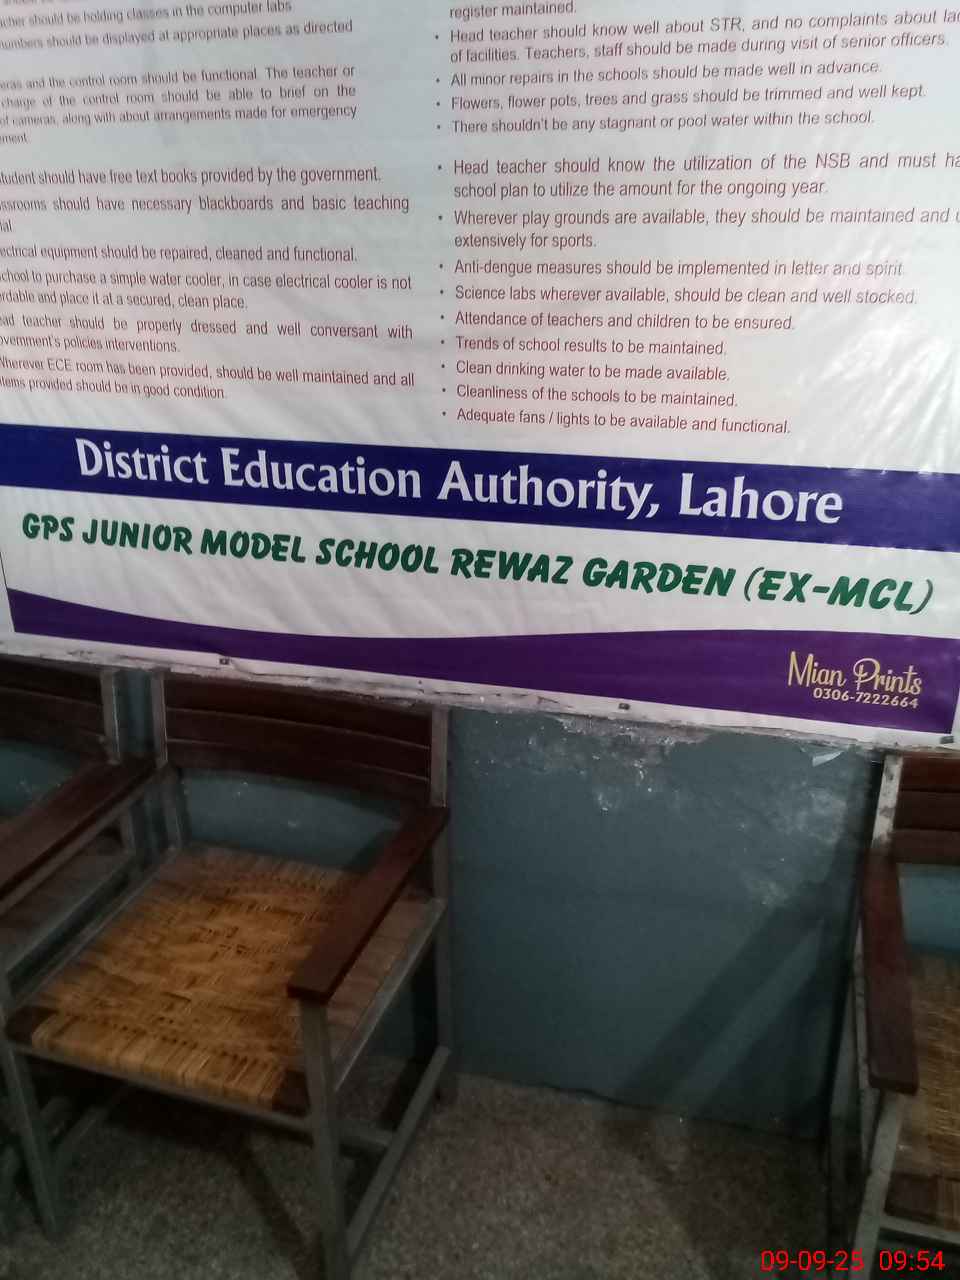 should be holding classes in the computer labs
numbers should be displayed at appropriate places as directed
and the control room should be functional. The teacher or
charge of the control room should be able to brief on the
of cameras, along with about arrangements made for emergency
student should have free text books provided by the government.
should have necessary blackboards and basic teaching
equipment should be repaired, cleaned and functional.
school to purchase a simple water cooler, in case electrical cooler is not
and place it at a secured, clean place.
teacher should be properly dressed and well conversant with
policies interventions.
Wherever ECE room has been provided, should be well maintained and all
items provided should be in good condition.
register maintained.
• Head teacher should know well about STR, and no complaints about
of facilities. Teachers, staff should be made during visit of senior officers.
• All minor repairs in the schools should be made well in advance.
• Flowers, flower pots, trees and grass should be trimmed and well kept.
• There shouldn't be any stagnant or pool water within the school.
• Head teacher should know the utilization of the NSB and must
school plan to utilize the amount for the ongoing year.
• Wherever play grounds are available, they should be maintained and
extensively for sports.
• Anti-dengue measures should be implemented in letter and spirit.
• Science labs wherever available, should be clean and well stocked.
• Attendance of teachers and children to be ensured.
• Trends of school results to be maintained.
• Clean drinking water to be made available.
• Cleanliness of the schools to be maintained.
• Adequate fans / lights to be available and functional.
District Education Authority, Lahore
GPS JUNIOR MODEL SCHOOL REWAZ GARDEN (EX-MCL)
Mian Prints
0306-7222664
09-09-25 09:54